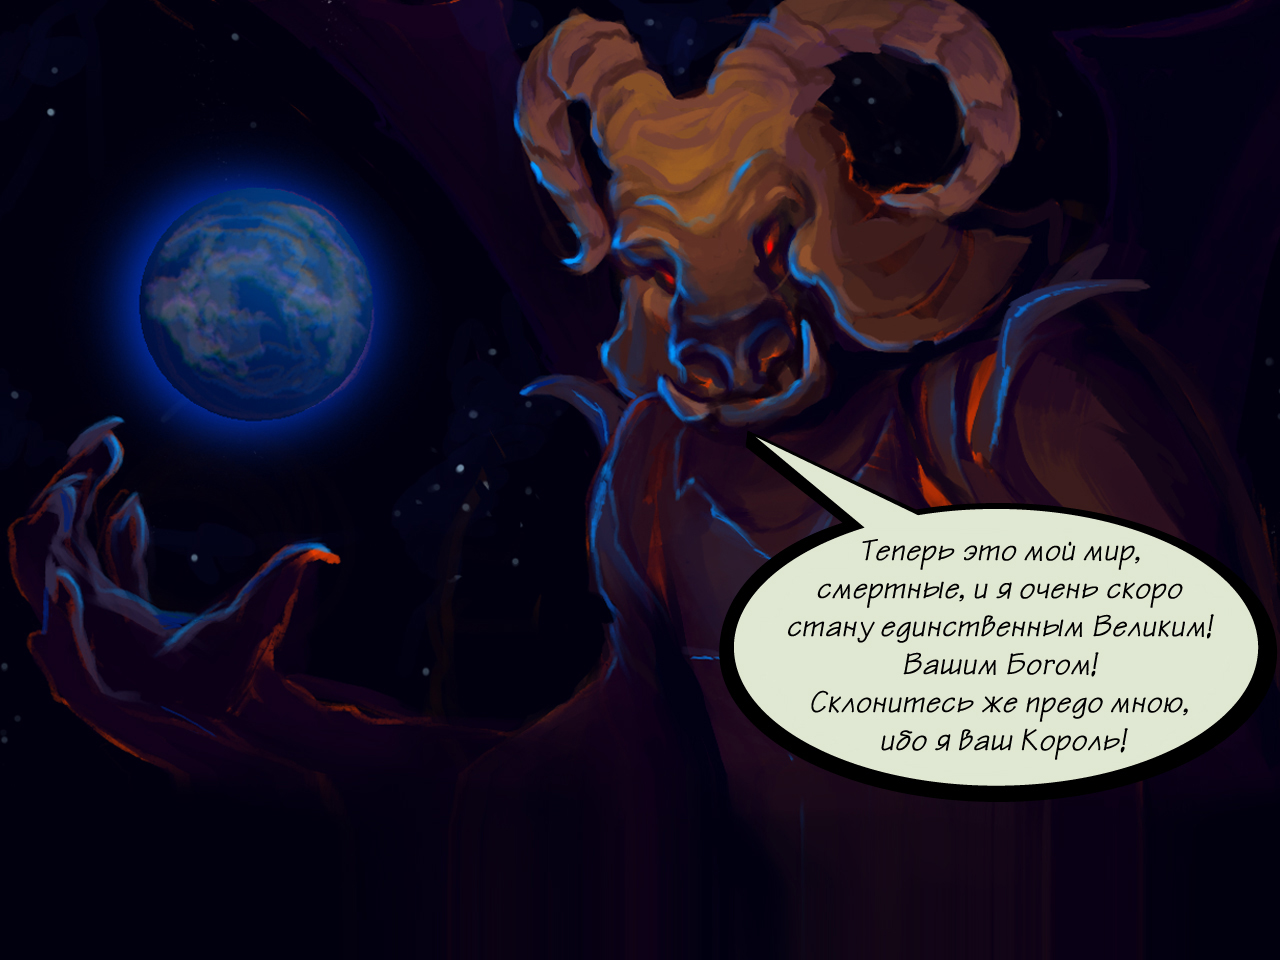 Теперь это мой мир,
смертные, и я очень скоро
стану единственным Великим!
Вашим Богом!
Склонитесь же предо мною,
ибо я ваш Король!